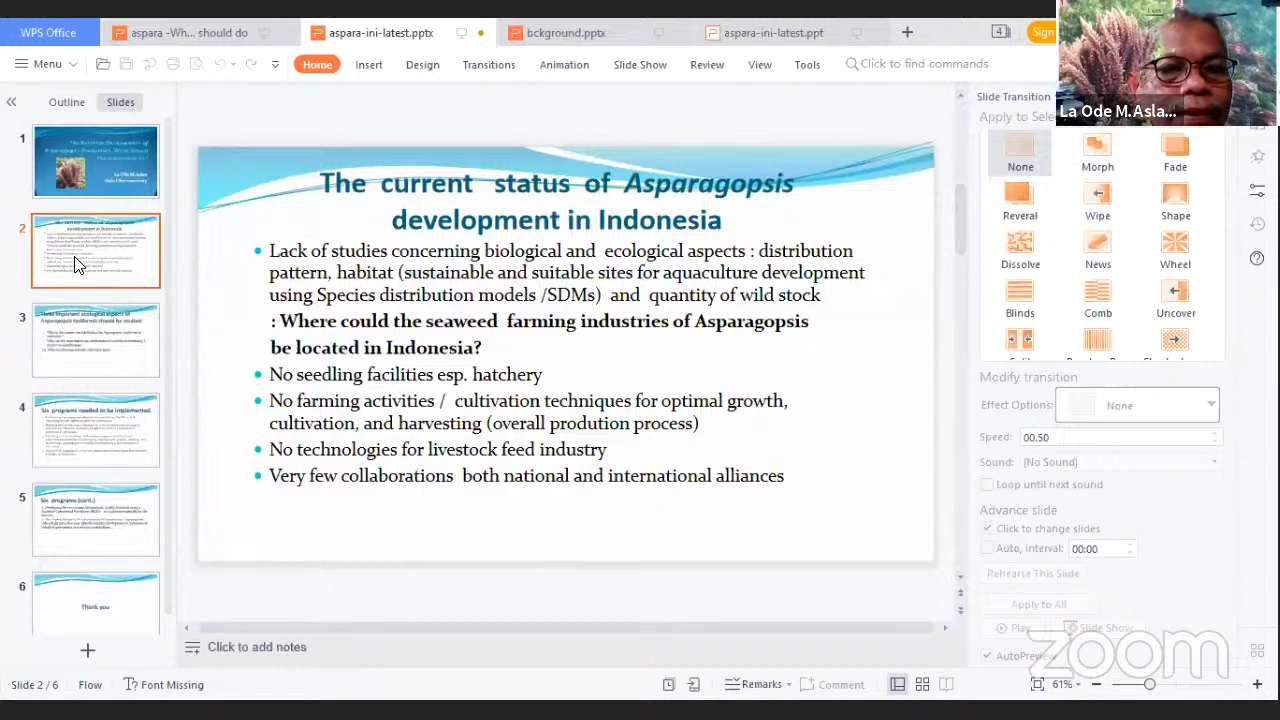 WPS Office
aspara -Wh... should do
aspara-ini-latest.pptx
bckground.pptx
aspara-ini-latest.ppt
4
Sign
Menu
Home
Insert
Design
Transitions
Animation
Slide Show
Review
View
Tools
Click to find commands
La Ode M.Asla...
Outline
Slides
1
2
3
4
Six programs needed to be implemented
5
Six programs (cont.)
6
Thank you
The current status of Asparagopsis
development in Indonesia
Lack of studies concerning biological and ecological aspects : distribution
pattern, habitat (sustainable and suitable sites for aquaculture development
using Species distribution models /SDMs) and quantity of wild stock
: Where could the seaweed farming industries of Asparagopsis
be located in Indonesia?
No seedling facilities esp. hatchery
No farming activities / cultivation techniques for optimal growth,
cultivation, and harvesting (overall prodution process)
No technologies for livestock feed industry
Very few collaborations both national and international alliances
Click to add notes
Slide Transition
Apply to Sele
None
Morph
Fade
Reveral
Wipe
Shape
Dissolve
News
Wheel
Blinds
Comb
Uncover
Modify transition
Effect Options:
None
Speed:
00.50
Sound:
[No Sound]
Loop until next sound
Advance slide
Click to change slides
Auto, interval:
00:00
Rehearse This Slide
Apply to All
Play
Slide Show
AutoPreview
zoom
Slide 2 / 6
Flow
Font Missing
Remarks
Comment
61%